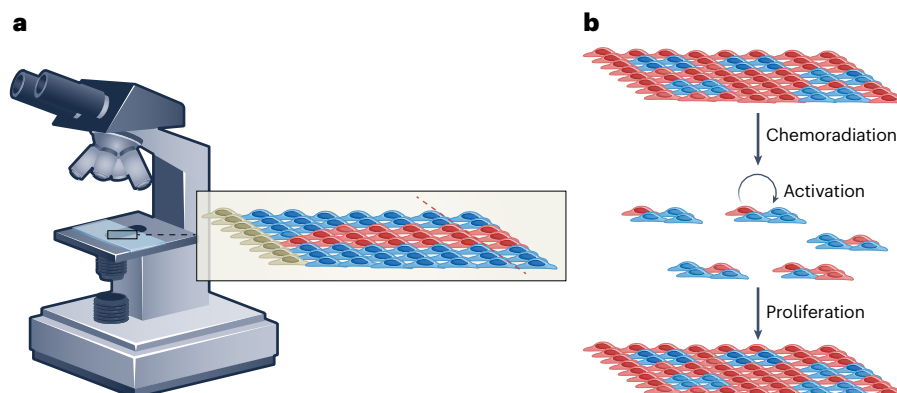 a
b
Chemoradiation
Activation
Proliferation